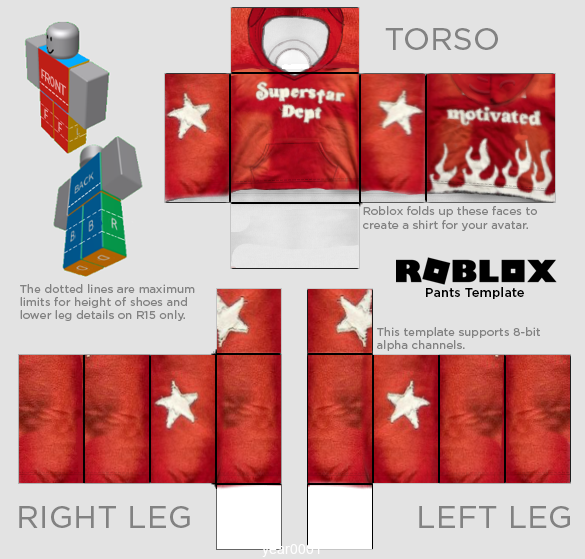 TORSO
FRONT
F
F
L
Superstar
Dept
motivated
BACK
B
B
R
Roblox folds up these faces to
create a shirt for your avatar.
The dotted lines are maximum
limits for height of shoes and
lower leg details on R15 only.
ROBLOX
Pants Template
This template supports 8-bit
alpha channels.
RIGHT LEG
LEFT LEG
year0001